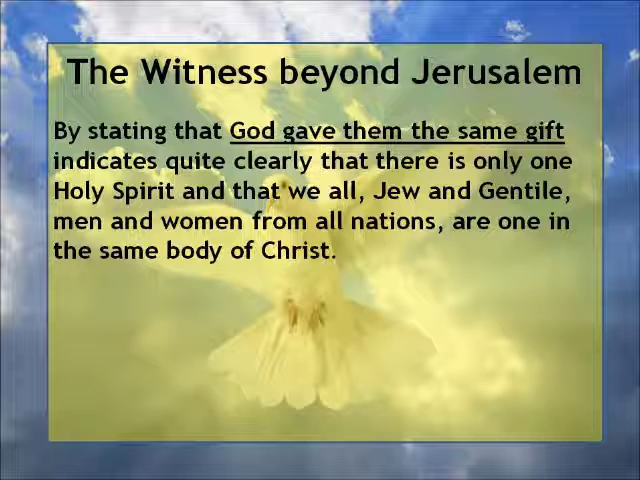 The Witness beyond Jerusalem
By stating that God gave them the same gift
indicates quite clearly that there is only one
Holy Spirit and that we all, Jew and Gentile,
men and women from all nations, are one in
the same body of Christ.